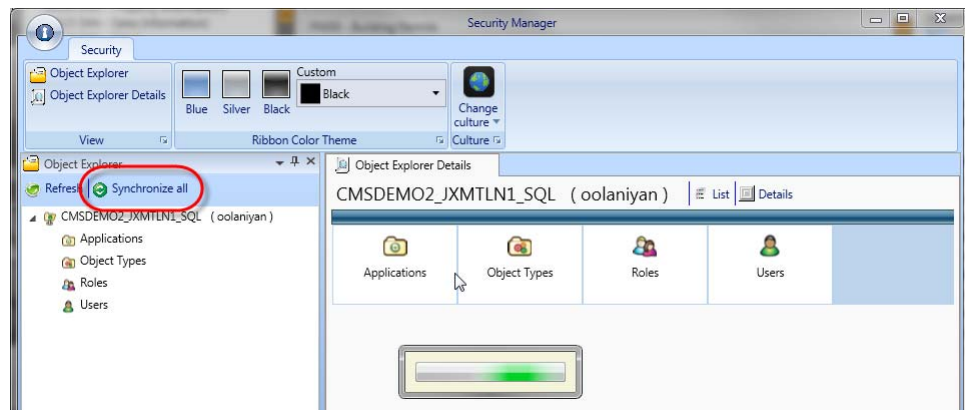 Security Manager
Security
Object Explorer
Object Explorer Details
View
Blue
Silver
Black
Custom
Black
Ribbon Color Theme
Change
culture
Culture
Object Explorer
Refresh
Synchronize all
CMSDEMO2_JXMTLN1_SQL ( oolaniyan )
Applications
Object Types
Roles
Users
Object Explorer Details
CMSDEMO2_JXMTLN1_SQL ( oolaniyan )
List
Details
Applications
Object Types
Roles
Users